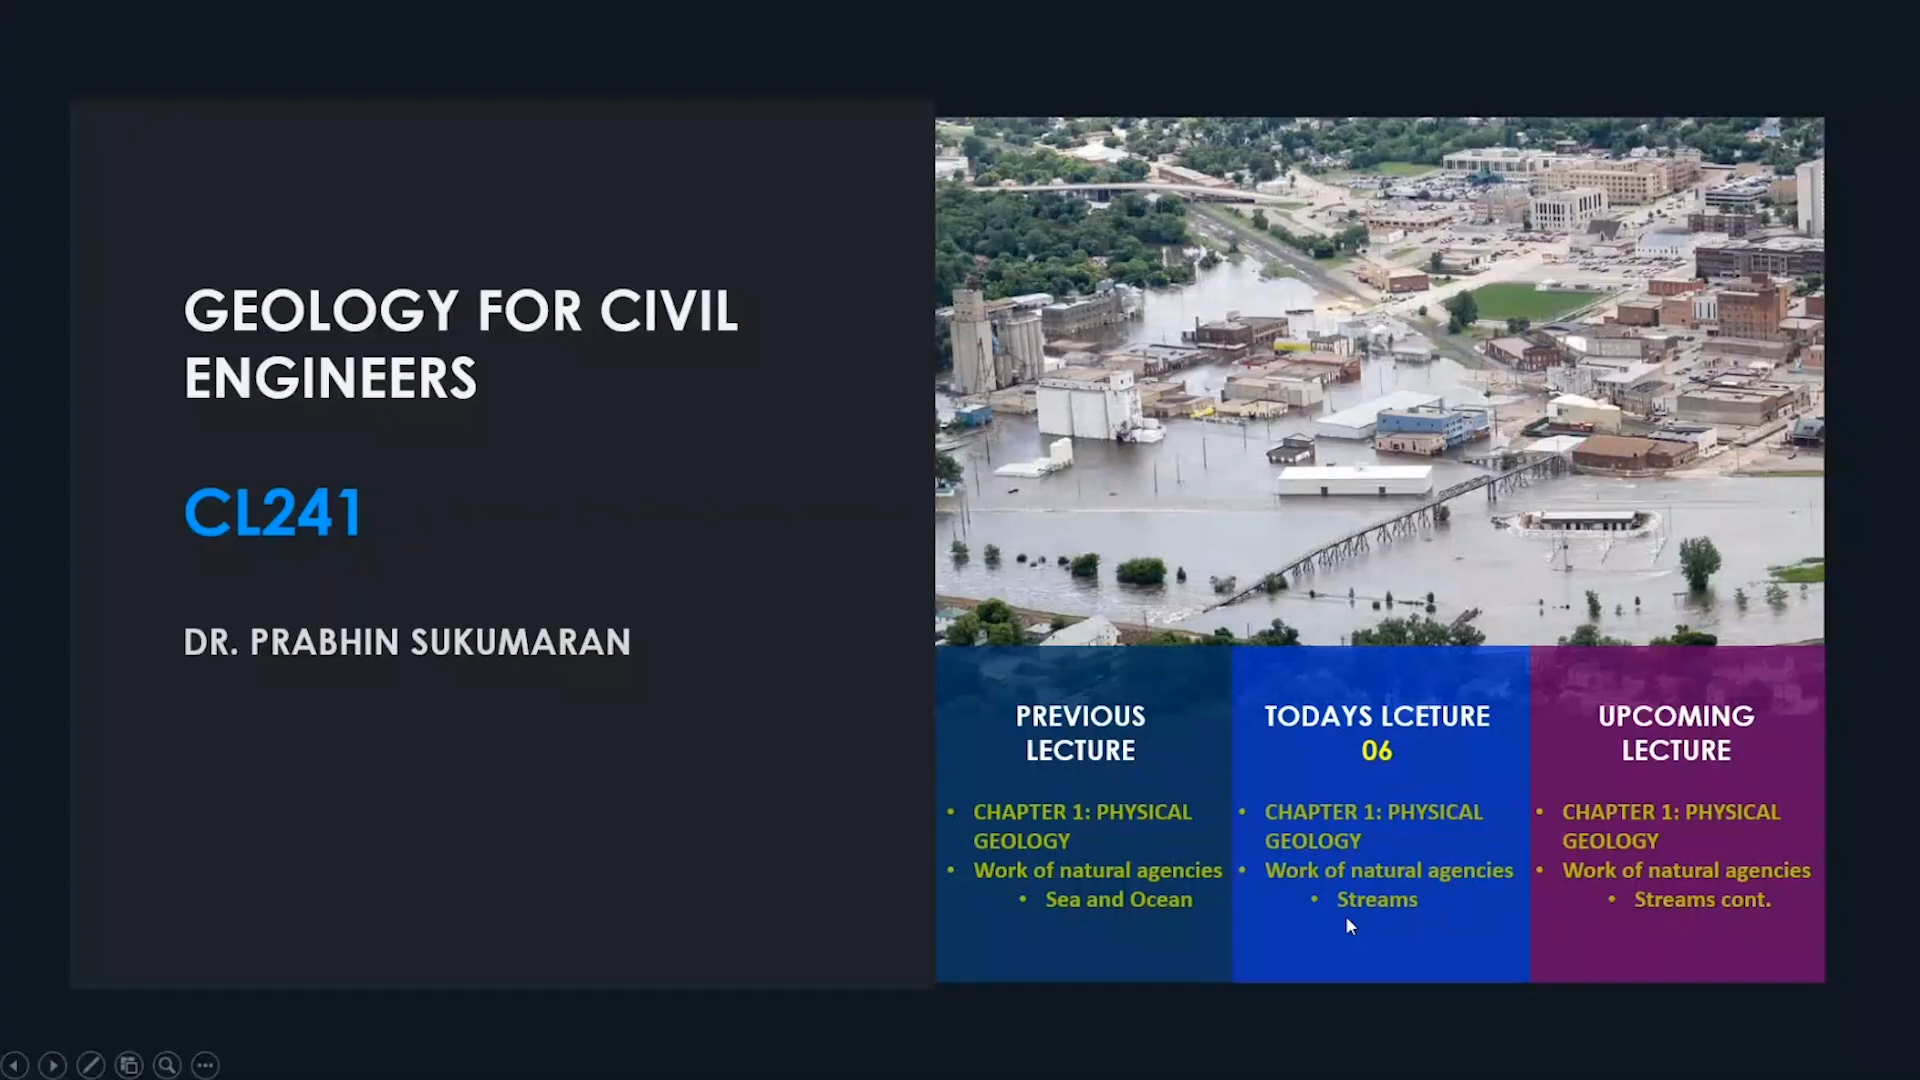 GEOLOGY FOR CIVIL
ENGINEERS
CL241
DR. PRABHIN SUKUMARAN
PREVIOUS
LECTURE
• CHAPTER 1: PHYSICAL
GEOLOGY
• Work of natural agencies
• Sea and Ocean
TODAYS LCETURE
06
• CHAPTER 1: PHYSICAL
GEOLOGY
• Work of natural agencies
• Streams
UPCOMING
LECTURE
• CHAPTER 1: PHYSICAL
GEOLOGY
• Work of natural agencies
• Streams cont.